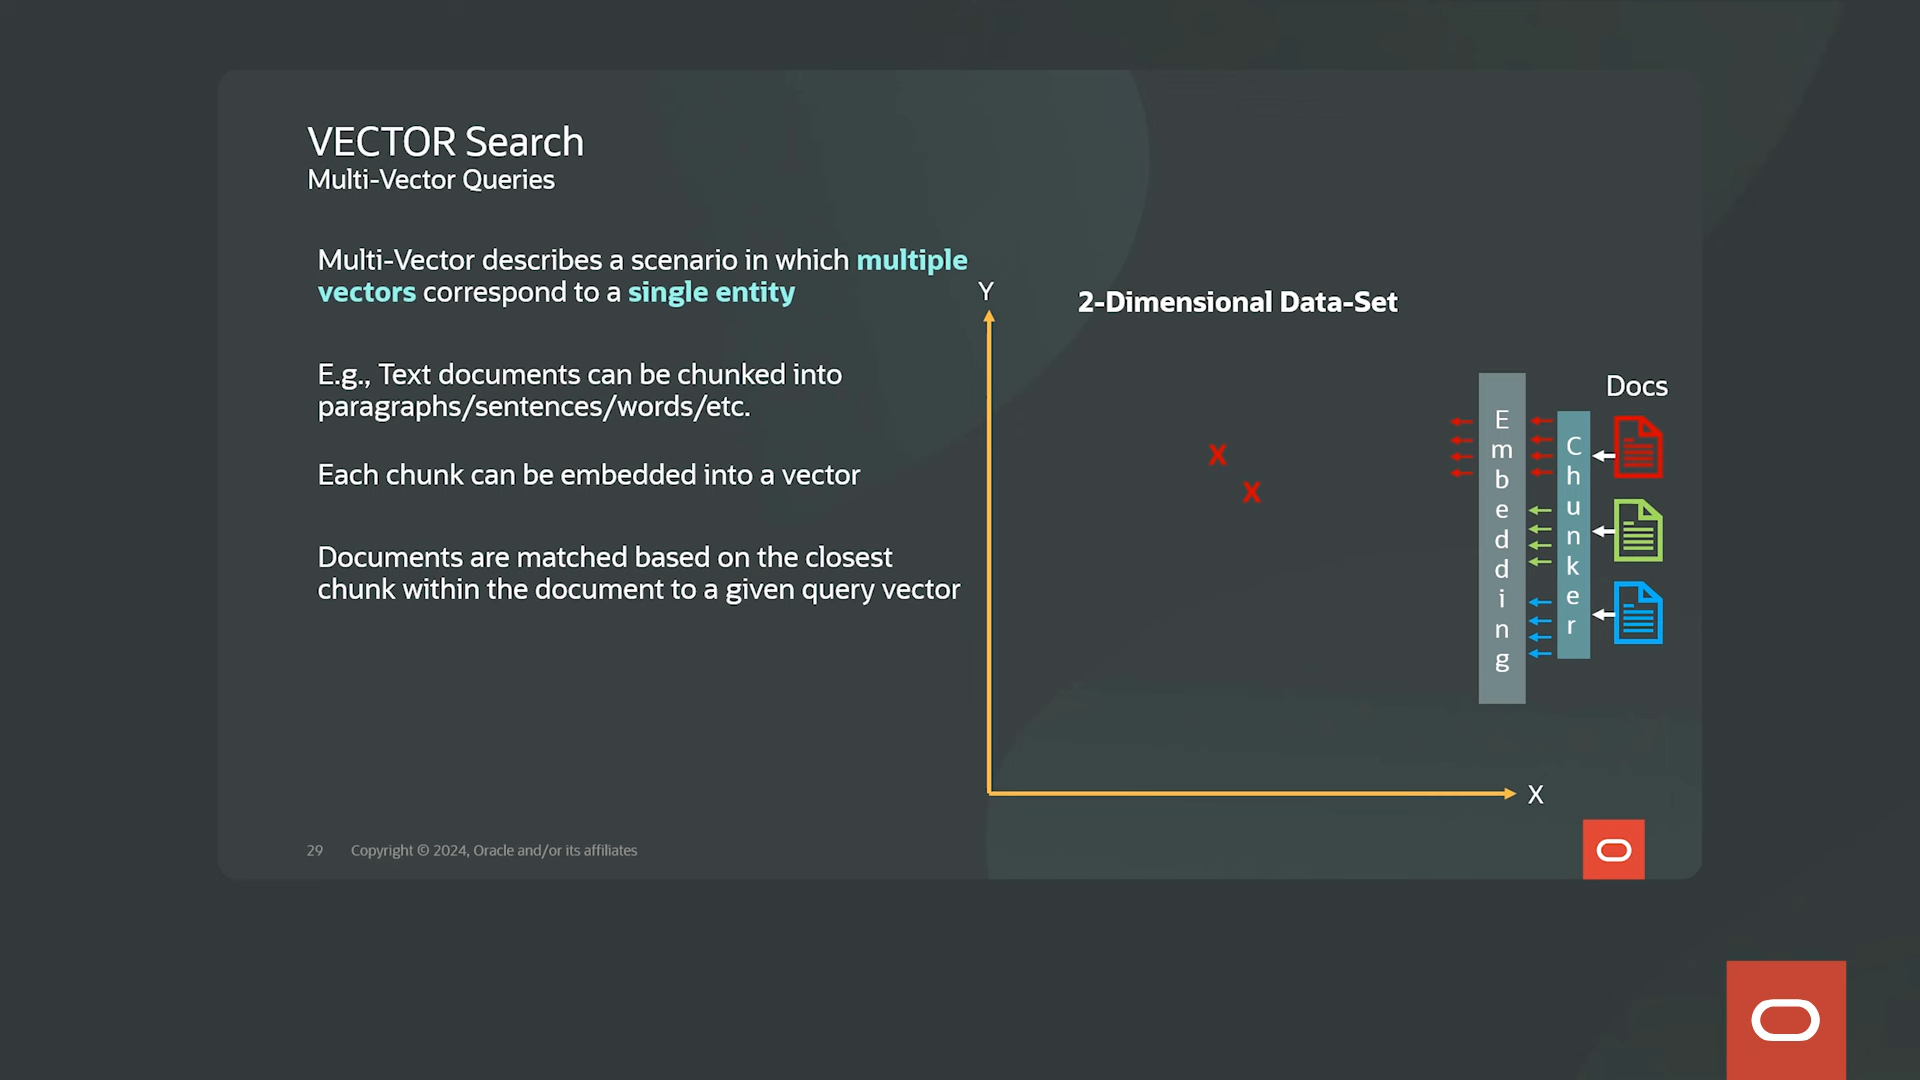 VECTOR Search
Multi-Vector Queries
Multi-Vector describes a scenario in which multiple
vectors correspond to a single entity
E.g., Text documents can be chunked into
paragraphs/sentences/words/etc.
Each chunk can be embedded into a vector
Documents are matched based on the closest
chunk within the document to a given query vector
Y
2-Dimensional Data-Set
X
X
Embedding
Chunker
Docs
X
29 Copyright © 2024, Oracle and/or its affiliates